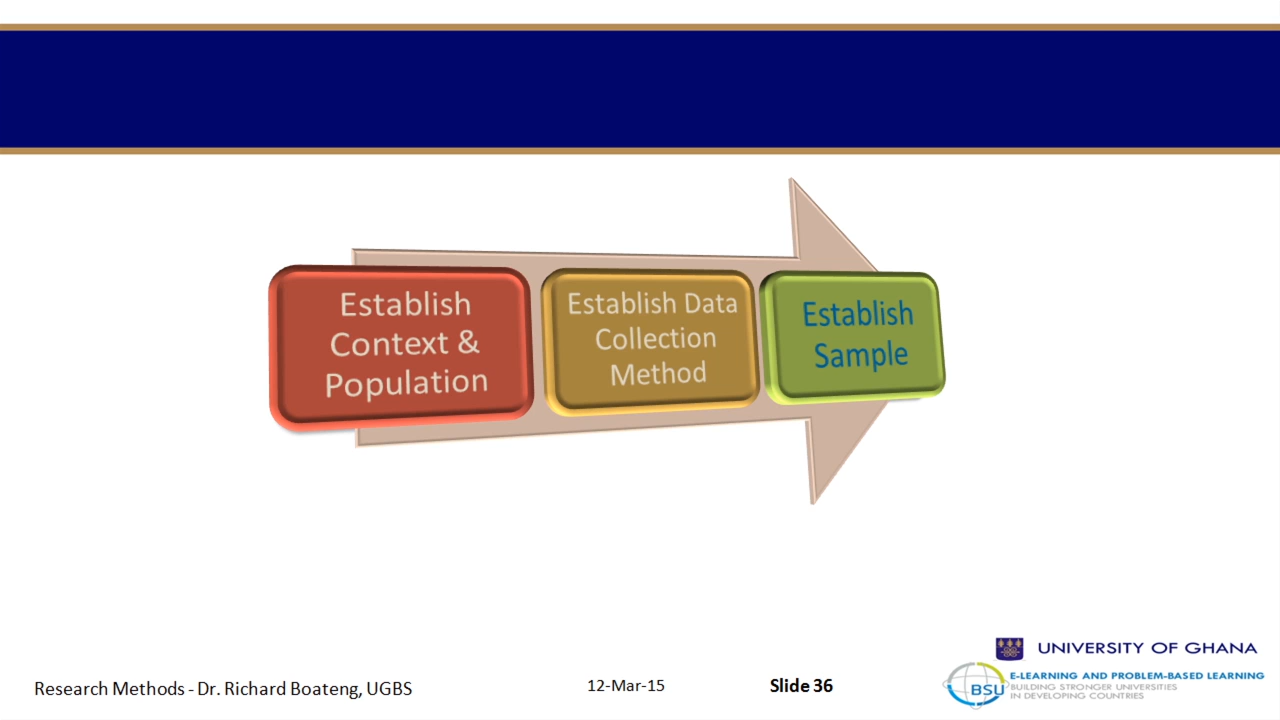 Establish
Context &
Population
Establish Data
Collection
Method
Establish
Sample
UNIVERSITY OF GHANA
BSU
E-LEARNING AND PROBLEM-BASED LEARNING
BUILDING STRONGER UNIVERSITIES
IN DEVELOPING COUNTRIES
Research Methods - Dr. Richard Boateng, UGBS
12-Mar-15
Slide 36